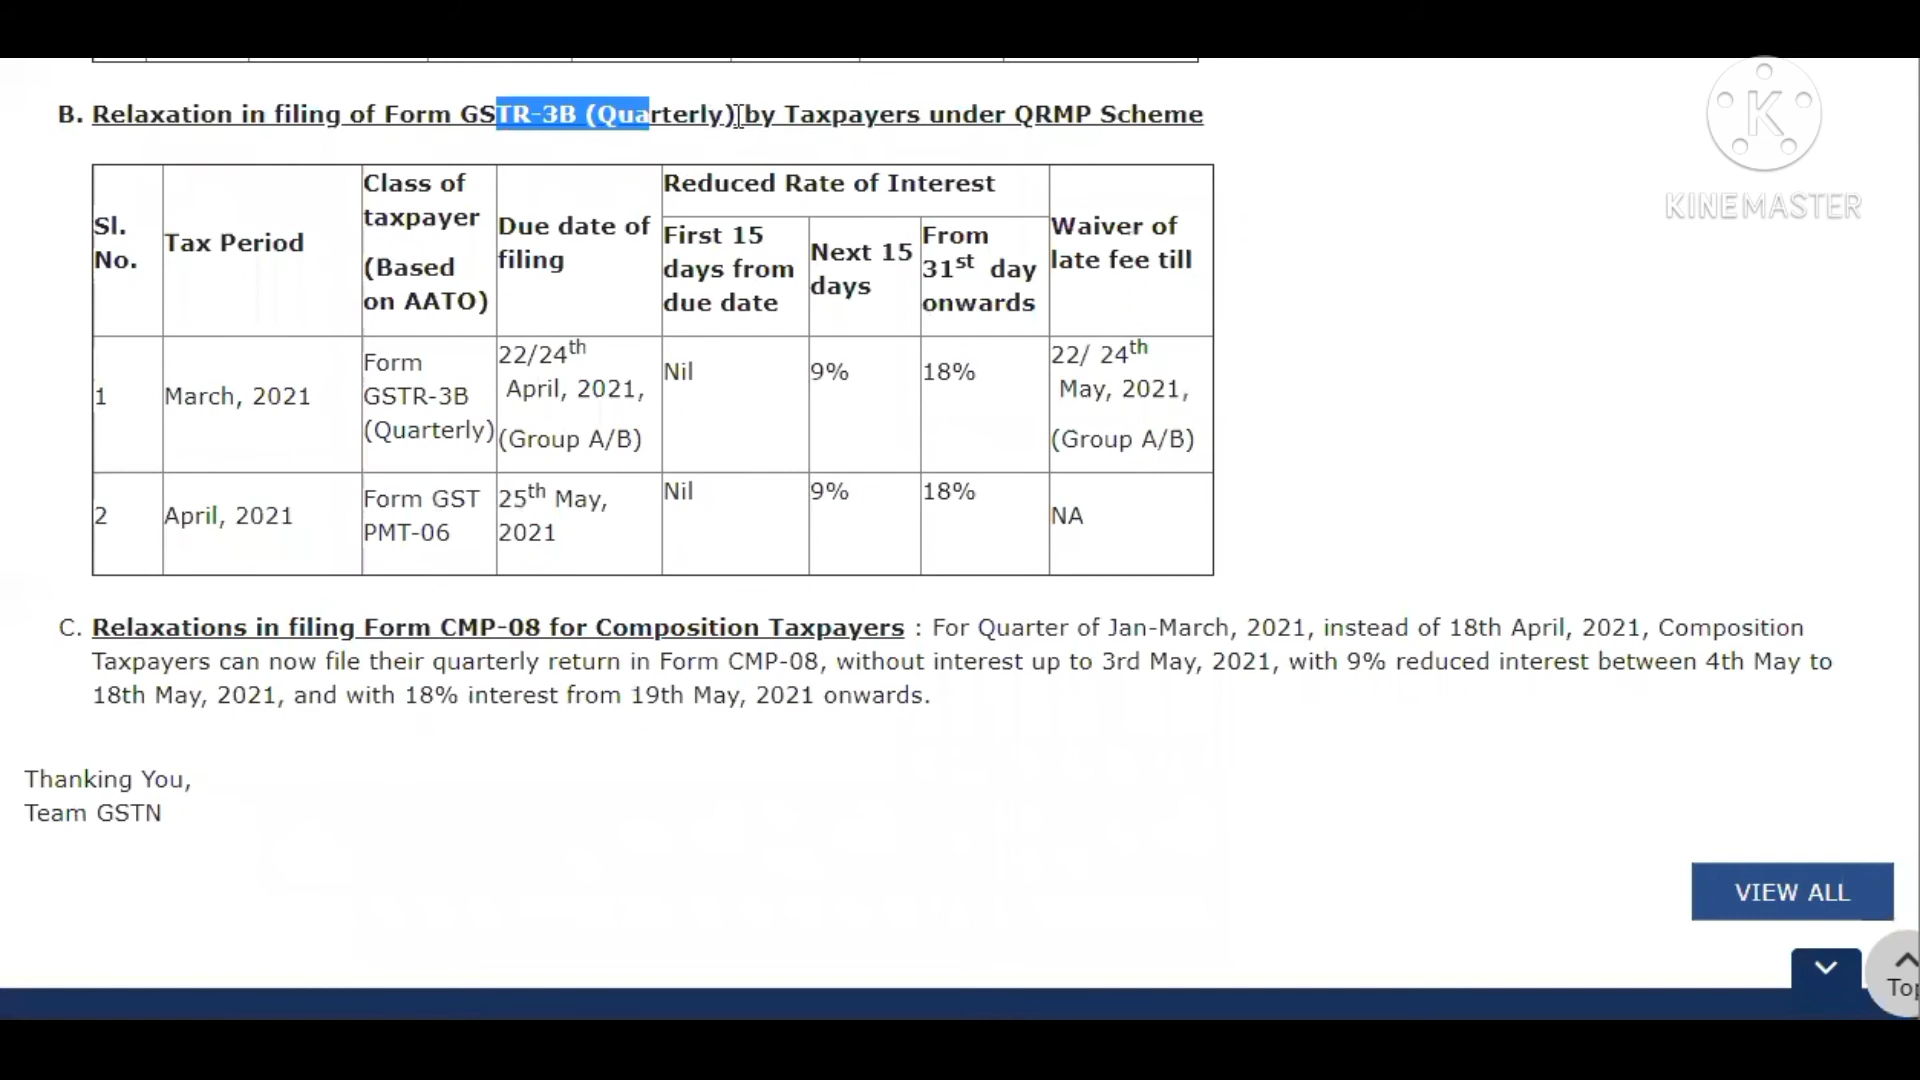 B. Relaxation in filing of Form GSTR-3B (Quarterly) by Taxpayers under QRMP Scheme
Sl. No.
Tax Period
Class of taxpayer
(Based on AATO)
Due date of filing
Reduced Rate of Interest
First 15 days from due date
Next 15 days
From 31st day onwards
Waiver of late fee till
1
March, 2021
Form GSTR-3B (Quarterly)
22/24th April, 2021,
(Group A/B)
Nil
9%
18%
22/ 24th May, 2021,
(Group A/B)
2
April, 2021
Form GST PMT-06
25th May, 2021
Nil
9%
18%
NA
C. Relaxations in filing Form CMP-08 for Composition Taxpayers : For Quarter of Jan-March, 2021, instead of 18th April, 2021, Composition
Taxpayers can now file their quarterly return in Form CMP-08, without interest up to 3rd May, 2021, with 9% reduced interest between 4th May to
18th May, 2021, and with 18% interest from 19th May, 2021 onwards.
Thanking You,
Team GSTN
VIEW ALL
Top
K
KINEMASTER